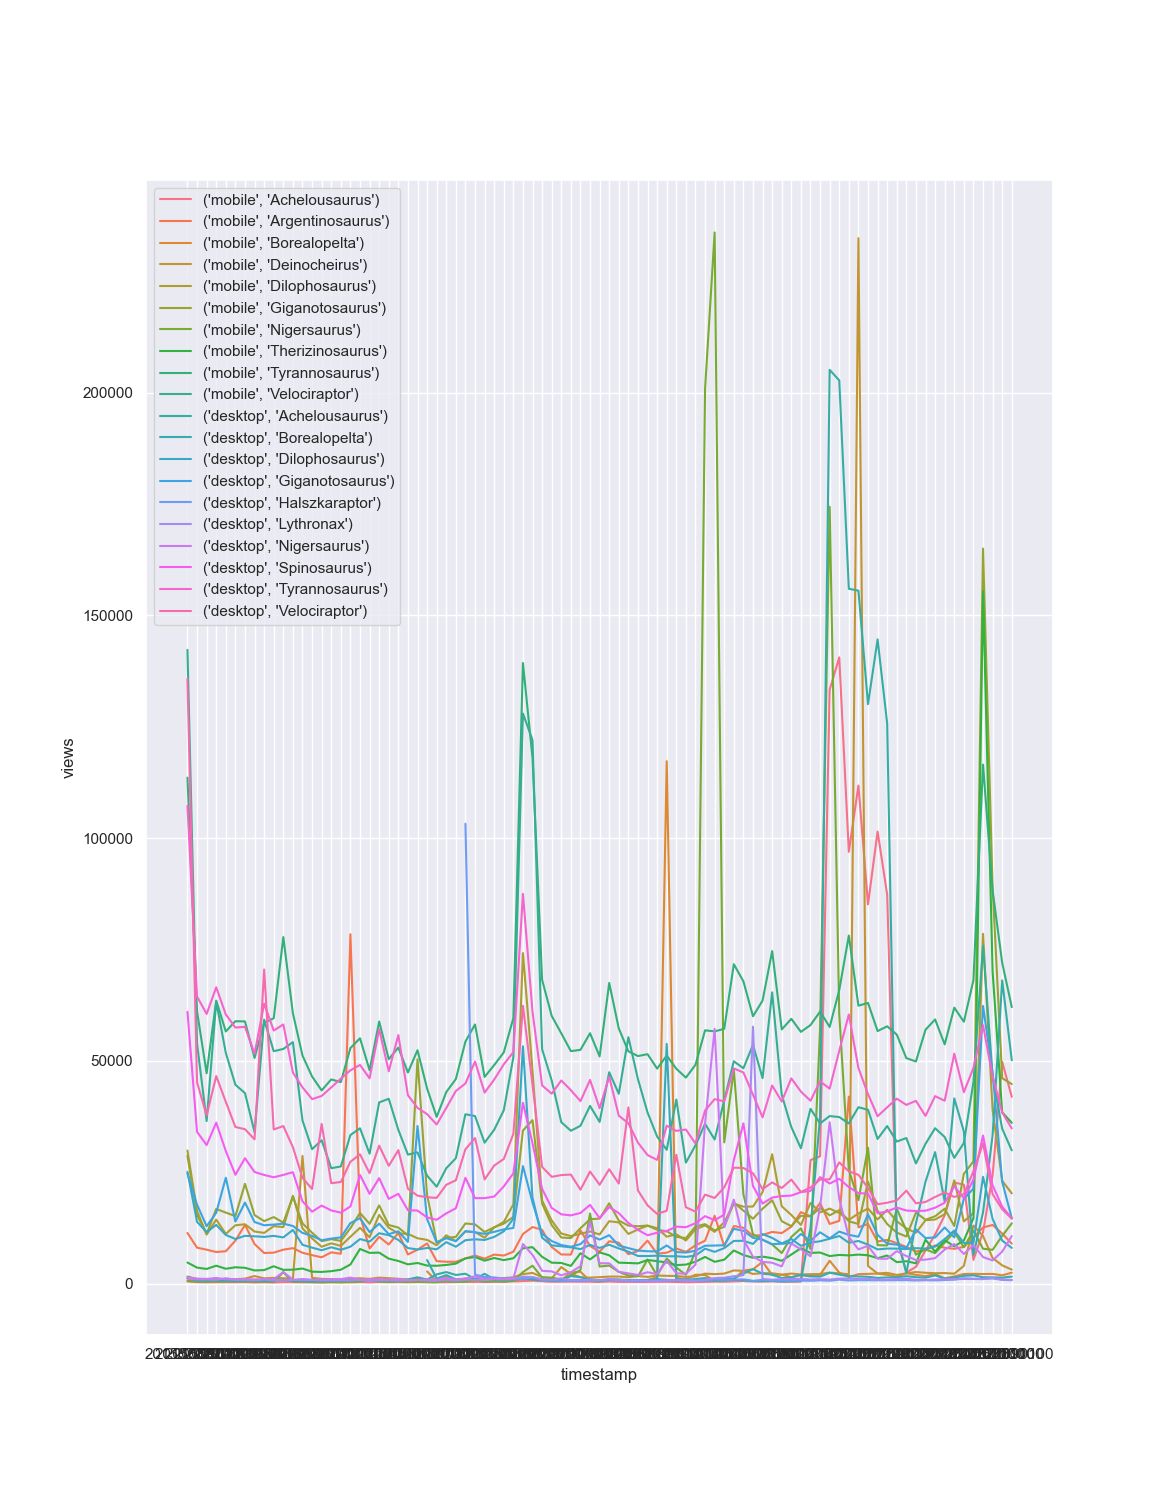 ('mobile', 'Achelousaurus')
('mobile', 'Argentinosaurus')
('mobile', 'Borealopelta')
('mobile', 'Deinocheirus')
('mobile', 'Dilophosaurus')
('mobile', 'Giganotosaurus')
('mobile', 'Nigersaurus')
('mobile', 'Therizinosaurus')
('mobile', 'Tyrannosaurus')
('mobile', 'Velociraptor')
('desktop', 'Achelousaurus')
('desktop', 'Borealopelta')
('desktop', 'Dilophosaurus')
('desktop', 'Giganotosaurus')
('desktop', 'Halszkaraptor')
('desktop', 'Lythronax')
('desktop', 'Nigersaurus')
('desktop', 'Spinosaurus')
('desktop', 'Tyrannosaurus')
('desktop', 'Velociraptor')
200000
150000
views
100000
50000
0
timestamp